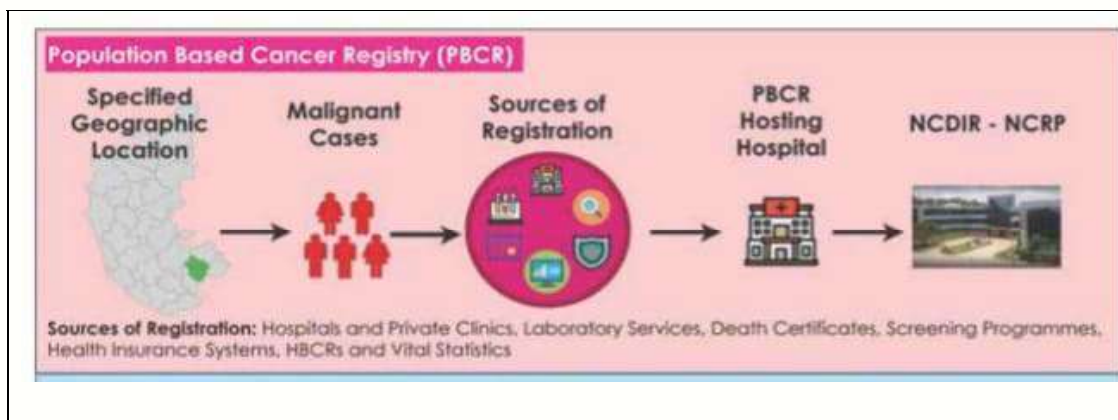 Population Based Cancer Registry (PBCR)
Specified
Geographic
Location
Malignant
Cases
Sources of
Registration
PBCR
Hosting
Hospital
NCDIR - NCRP
Sources of Registration: Hospitals and Private Clinics, Laboratory Services, Death Certificates, Screening Programmes,
Health Insurance Systems, HBCRs and Vital Statistics